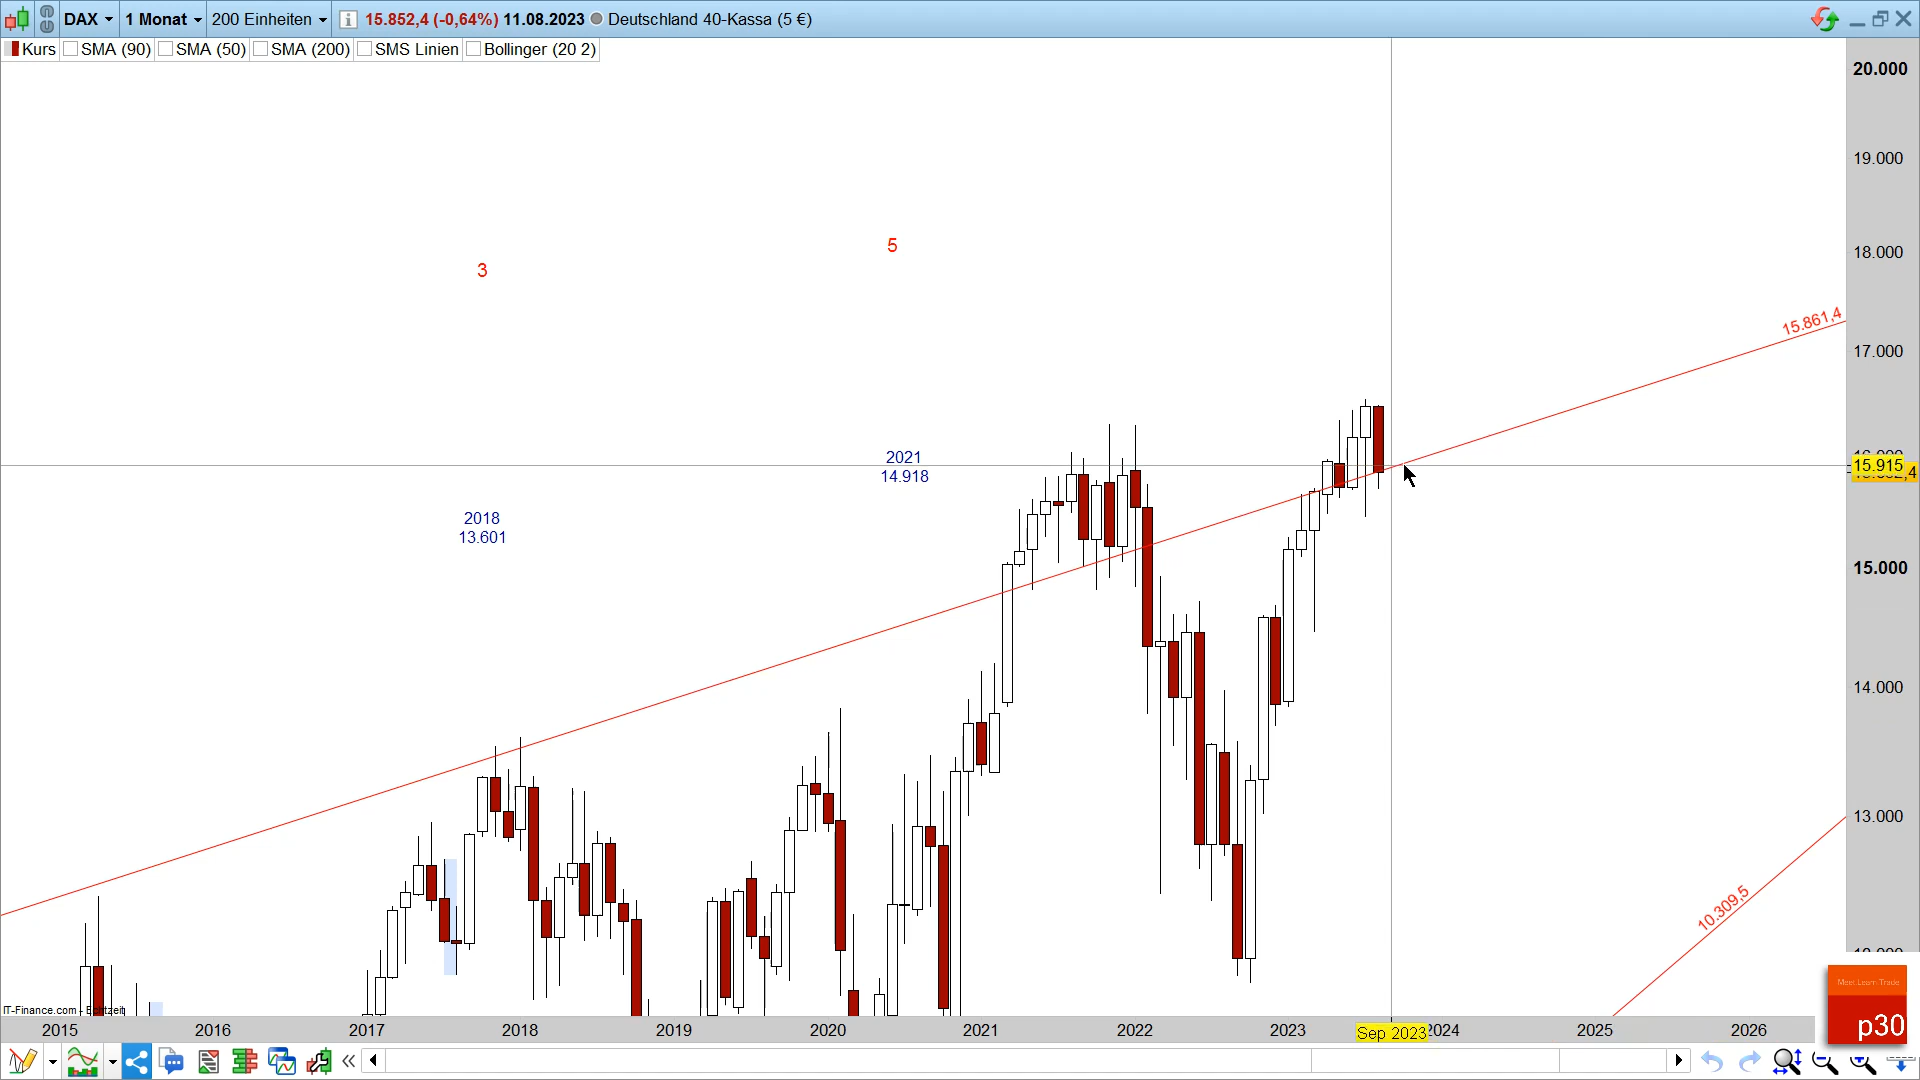 DAX 1 Monat 200 Einheiten 15.852,4 (-0,64%) 11.08.2023 Deutschland 40-Kassa (5 €)
Kurs SMA (90) SMA (50) SMA (200) SMS Linien Bollinger (20 2)
20.000
19.000
5
18.000
3
15.861,4
17.000
2021
14.918
15.915
2018
13.601
15.000
14.000
13.000
10.309,5
Meet.Learn.Trade
p30
IT-Finance.com - Echtzeit
2015 2016 2017 2018 2019 2020 2021 2022 2023 Sep 2023 2024 2025 2026